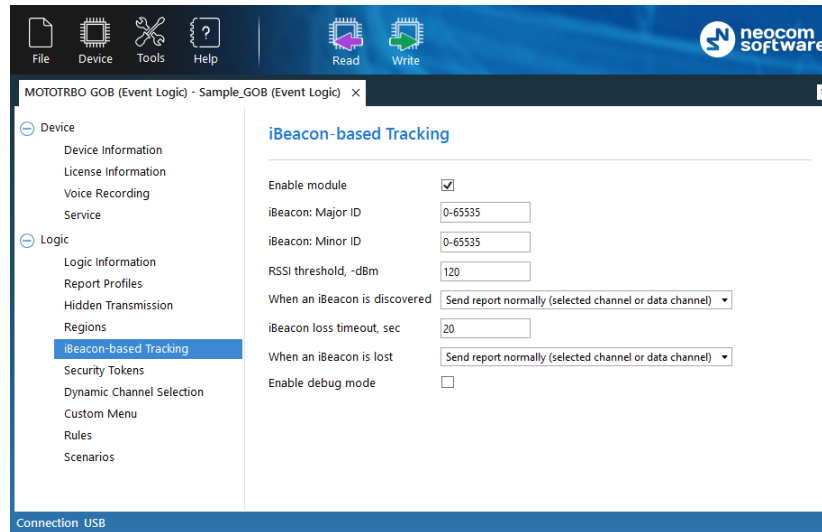 File Device Tools Help Read Write
neocom
software
MOTOTRBO GOB (Event Logic) - Sample_GOB (Event Logic) ×
Device
Device Information
License Information
Voice Recording
Service
Logic
Logic Information
Report Profiles
Hidden Transmission
Regions
iBeacon-based Tracking
Security Tokens
Dynamic Channel Selection
Custom Menu
Rules
Scenarios
iBeacon-based Tracking
Enable module
iBeacon: Major ID 0-65535
iBeacon: Minor ID 0-65535
RSSI threshold, -dBm 120
When an iBeacon is discovered Send report normally (selected channel or data channel)
iBeacon loss timeout, sec 20
When an iBeacon is lost Send report normally (selected channel or data channel)
Enable debug mode
Connection USB